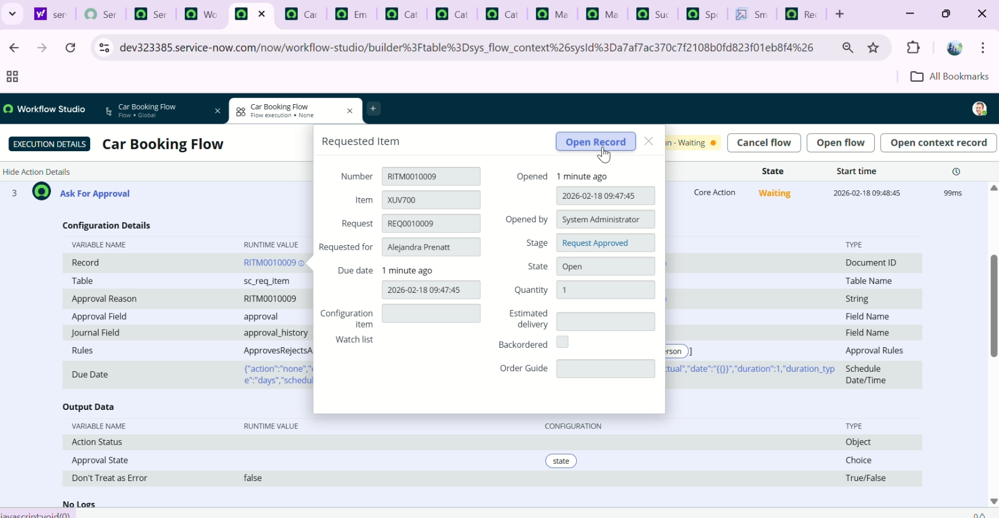 ser
Ser
Ser
Wo
Car
Em
Cat
Cat
Cat
Ma
Ma
Suc
Spo
Sm
Rec
dev323385.service-now.com/now/workflow-studio/builder%3Ftable%3Dsys_flow_context%26sysId%3Da7af7ac370c7f2108b0fd823f01eb8f4%26
All Bookmarks
Workflow Studio
Car Booking Flow
Flow • Global
Car Booking Flow
Flow execution • None
EXECUTION DETAILS
Car Booking Flow
Waiting
Cancel flow
Open flow
Open context record
Hide Action Details
State
Start time
3
Ask For Approval
Core Action
Waiting
2026-02-18 09:48:45
99ms
Configuration Details
VARIABLE NAME RUNTIME VALUE TYPE
Record RITM0010009 Document ID
Table sc_req_item Table Name
Approval Reason RITM0010009 String
Approval Field approval Field Name
Journal Field approval_history Field Name
Rules ApprovesRejectsA erson ] Approval Rules
Due Date {"action":"none"," tual","date":"{{}}","duration":1,"duration_typ Schedule
e":"days","schedul Date/Time
Requested Item
Open Record
Number RITM0010009
Item XUV700
Request REQ0010009
Requested for Alejandra Prenatt
Due date 1 minute ago
2026-02-18 09:47:45
Configuration
item
Watch list
Opened 1 minute ago
2026-02-18 09:47:45
Opened by System Administrator
Stage Request Approved
State Open
Quantity 1
Estimated
delivery
Backordered
Order Guide
Output Data
VARIABLE NAME RUNTIME VALUE CONFIGURATION TYPE
Action Status Object
Approval State state Choice
Don't Treat as Error false True/False
No Logs
javascript:void(0)